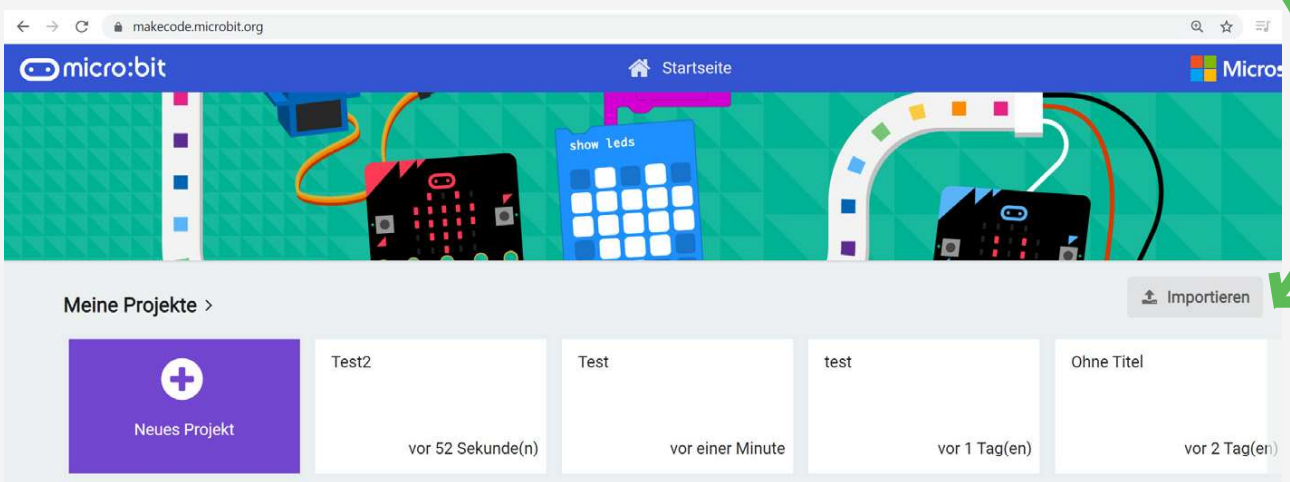 makecode.microbit.org
micro:bit
Startseite
Micros
show leds
Meine Projekte >
Importieren
Neues Projekt
Test2
vor 52 Sekunde(n)
Test
vor einer Minute
test
vor 1 Tag(en)
Ohne Titel
vor 2 Tag(en)